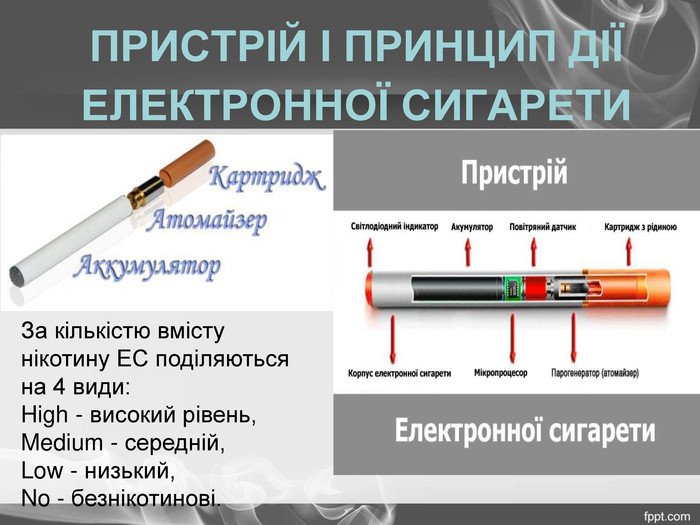 ПРИСТРІЙ І ПРИНЦИП ДІЇ
ЕЛЕКТРОННОЇ СИГАРЕТИ
Картридж
Атомайзер
Аккумулятор
За кількістю вмісту
нікотину ЕС поділяються
на 4 види:
High - високий рівень,
Medium - середній,
Low - низький,
No - безнікотинові.
Пристрій
Світлодіодний індикатор Акумулятор Повітряний датчик Картридж з рідиною
Корпус електронної сигарети Мікропроцесор Парогенератор (атомайзер)
Електронної сигарети
fppt.com